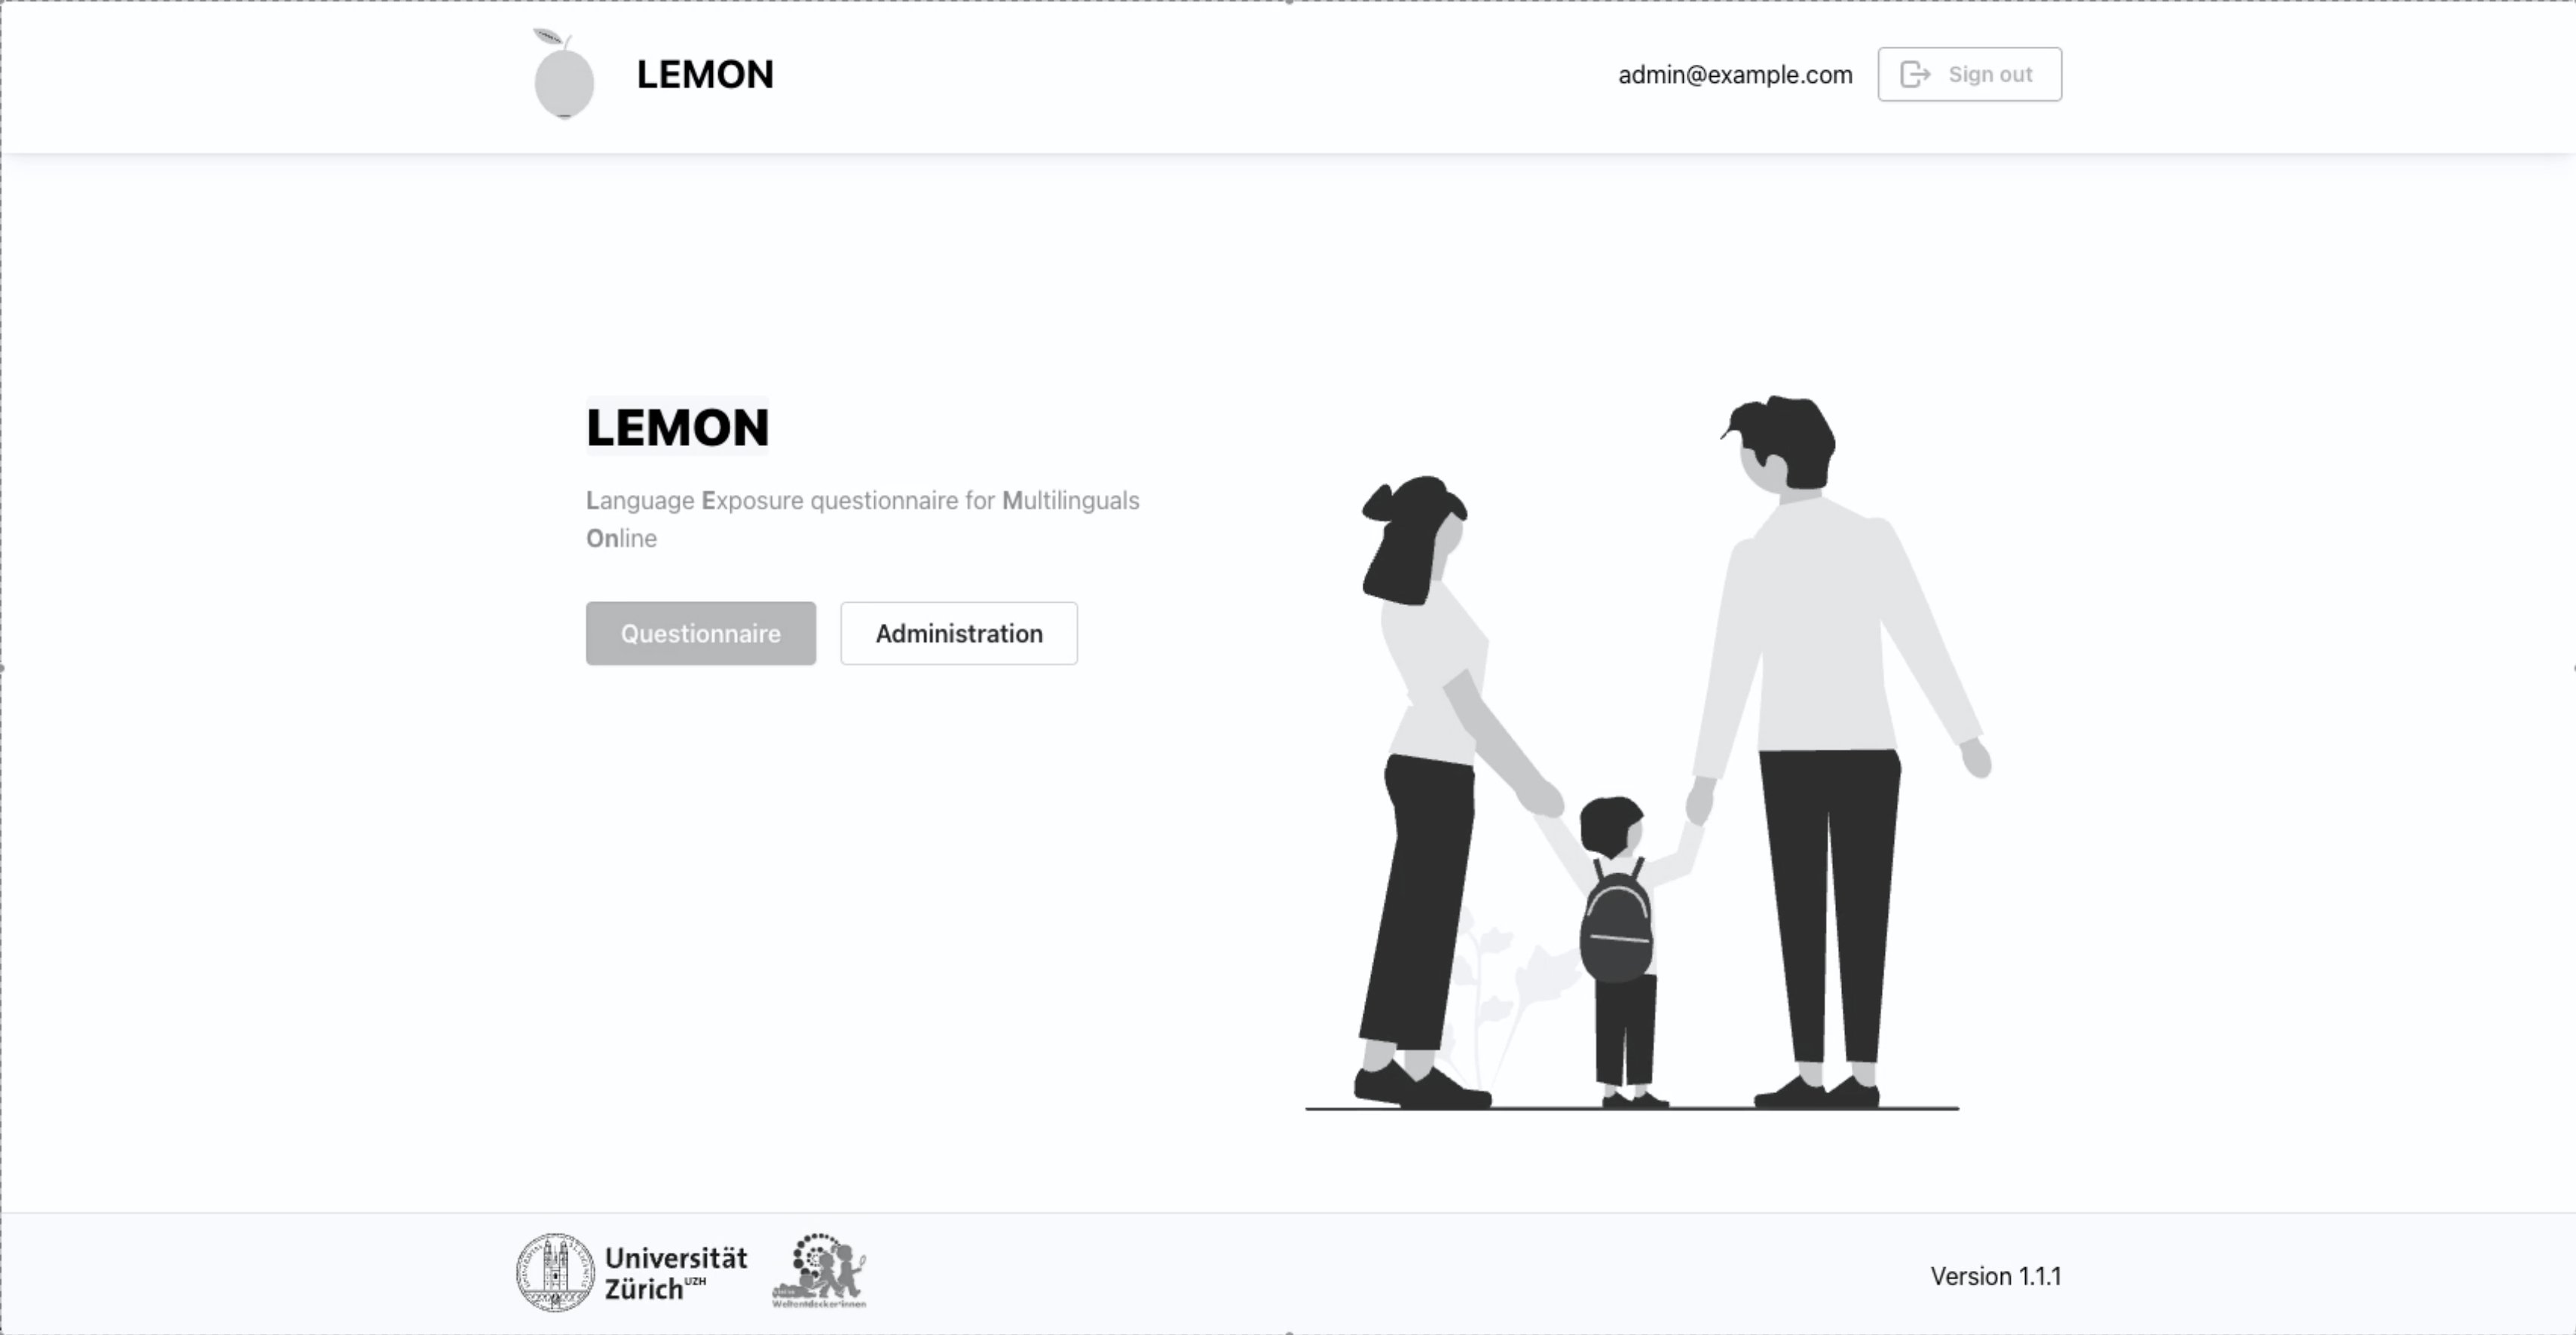 LEMON
admin@example.com
Sign out
LEMON
Language Exposure questionnaire for Multilinguals
Online
Questionnaire
Administration
Universität
Zürich UZH
Weltentdecker*innen
Version 1.1.1